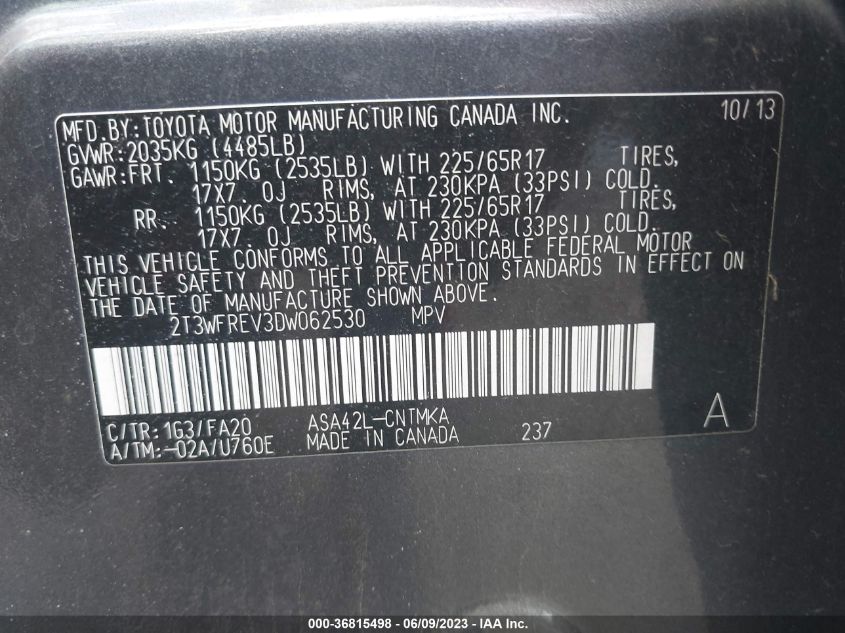 MFD.BY:TOYOTA MOTOR MANUFACTURING CANADA INC. 10/13
GVWR:2035KG (4485LB)
GAWR:FRT. 1150KG (2535LB) WITH 225/65R17 TIRES,
17X7.0J RIMS, AT 230KPA (33PSI) COLD.
RR. 1150KG (2535LB) WITH 225/65R17 TIRES,
17X7.0J RIMS, AT 230KPA (33PSI) COLD.
THIS VEHICLE CONFORMS TO ALL APPLICABLE FEDERAL MOTOR
VEHICLE SAFETY AND THEFT PREVENTION STANDARDS IN EFFECT ON
THE DATE OF MANUFACTURE SHOWN ABOVE.
2T3WFREV3DW062530 MPV
C/TR:1G3/FA20 ASA42L-CNTMKA A
A/TM:-02A/U760E MADE IN CANADA 237
000-36815498 - 06/09/2023 - IAA Inc.